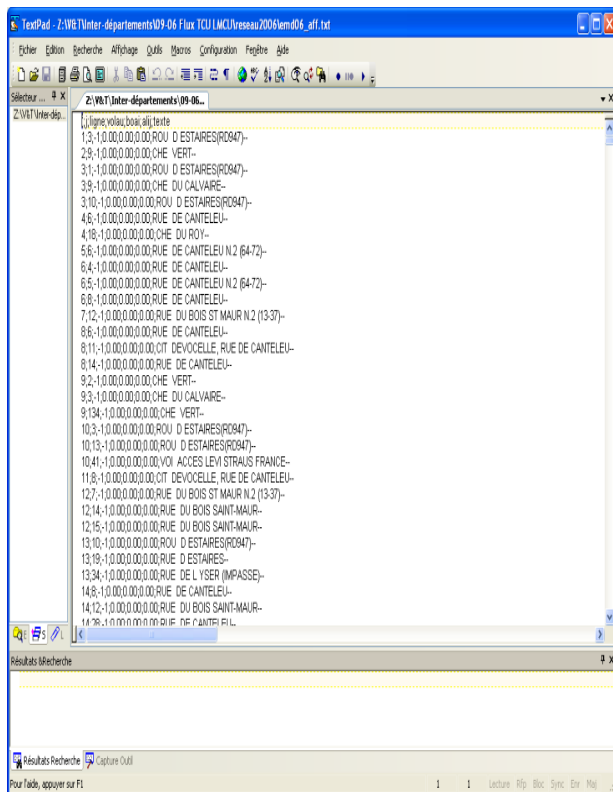 TextPad - Z:\V&T\Inter-départements\09-06 Flux TCU LMCU\reseau2006\emd06_aff.txt
Fichier Edition Recherche Affichage Outils Macros Configuration Fenêtre Aide
Sélecteur ...
Z:\V&T\Inter-dép...
Z:\V&T\Inter-départements\09-06...
i;j;ligne;volau;boai;alij;texte
1;3;-1;0.00;0.00;0.00;ROU D ESTAIRES(RD947)--
2;9;-1;0.00;0.00;0.00;CHE VERT--
3;1;-1;0.00;0.00;0.00;ROU D ESTAIRES(RD947)--
3;9;-1;0.00;0.00;0.00;CHE DU CALVAIRE--
3;10;-1;0.00;0.00;0.00;ROU D ESTAIRES(RD947)--
4;6;-1;0.00;0.00;0.00;RUE DE CANTELEU--
4;18;-1;0.00;0.00;0.00;CHE DU ROY--
5;6;-1;0.00;0.00;0.00;RUE DE CANTELEU N.2 (64-72)--
6;4;-1;0.00;0.00;0.00;RUE DE CANTELEU--
6;5;-1;0.00;0.00;0.00;RUE DE CANTELEU N.2 (64-72)--
6;8;-1;0.00;0.00;0.00;RUE DE CANTELEU--
7;12;-1;0.00;0.00;0.00;RUE DU BOIS ST MAUR N.2 (13-37)--
8;6;-1;0.00;0.00;0.00;RUE DE CANTELEU--
8;11;-1;0.00;0.00;0.00;CIT DEVOCELLE, RUE DE CANTELEU--
8;14;-1;0.00;0.00;0.00;RUE DE CANTELEU--
9;2;-1;0.00;0.00;0.00;CHE VERT--
9;3;-1;0.00;0.00;0.00;CHE DU CALVAIRE--
9;134;-1;0.00;0.00;0.00;CHE VERT--
10;3;-1;0.00;0.00;0.00;ROU D ESTAIRES(RD947)--
10;13;-1;0.00;0.00;0.00;ROU D ESTAIRES(RD947)--
10;41;-1;0.00;0.00;0.00;VOI ACCES LEVI STRAUS FRANCE--
11;8;-1;0.00;0.00;0.00;CIT DEVOCELLE, RUE DE CANTELEU--
12;7;-1;0.00;0.00;0.00;RUE DU BOIS ST MAUR N.2 (13-37)--
12;14;-1;0.00;0.00;0.00;RUE DU BOIS SAINT-MAUR--
12;15;-1;0.00;0.00;0.00;RUE DU BOIS SAINT-MAUR--
13;10;-1;0.00;0.00;0.00;ROU D ESTAIRES(RD947)--
13;19;-1;0.00;0.00;0.00;RUE D ESTAIRES--
13;34;-1;0.00;0.00;0.00;RUE DE L YSER (IMPASSE)--
14;8;-1;0.00;0.00;0.00;RUE DE CANTELEU--
14;12;-1;0.00;0.00;0.00;RUE DU BOIS SAINT-MAUR--
14;28;-1;0.00;0.00;0.00;RUE DE CANTELEU--
E S L
Résultats &Recherche
Résultats Recherche Capture Outil
Pour l'aide, appuyer sur F1 1 1 Lecture Rfp Bloc Sync Enr Maj